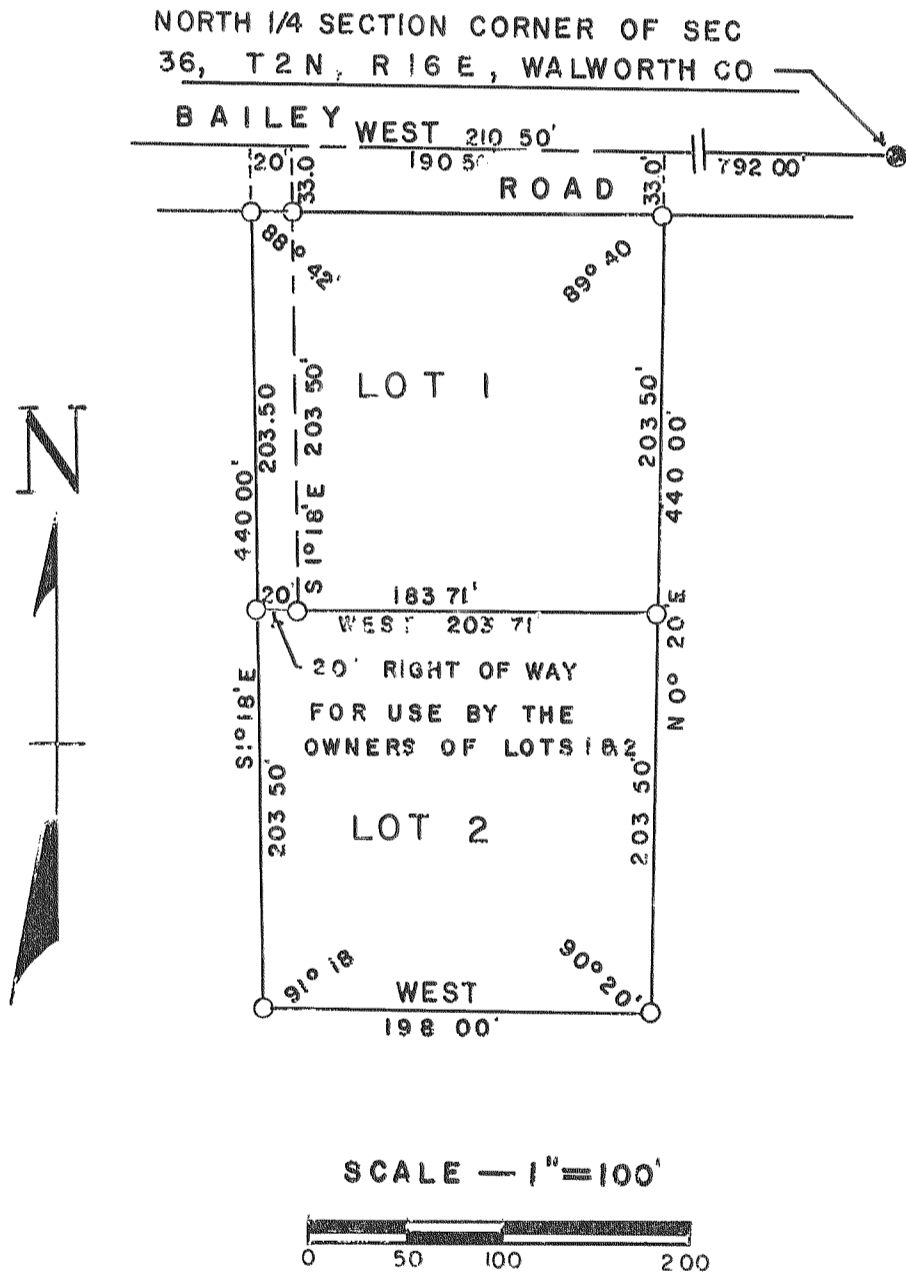 NORTH 1/4 SECTION CORNER OF SEC
36, T2N, R16E, WALWORTH CO
BAILEY
WEST 210 50'
20'
190 50'
792 00'
33.0
33.0'
ROAD
88° 42'
89° 40
LOT 1
N
440 00'
203.50
S 1°18'E 203 50'
203 50'
440 00'
20'
183 71'
WEST 203 71'
N 0° 20'E
20' RIGHT OF WAY
FOR USE BY THE
OWNERS OF LOTS 1 & 2
S1°18'E
203 50'
203 50'
LOT 2
91° 18
90° 20'
WEST
198 00'
SCALE — 1"=100'
0 50 100 200